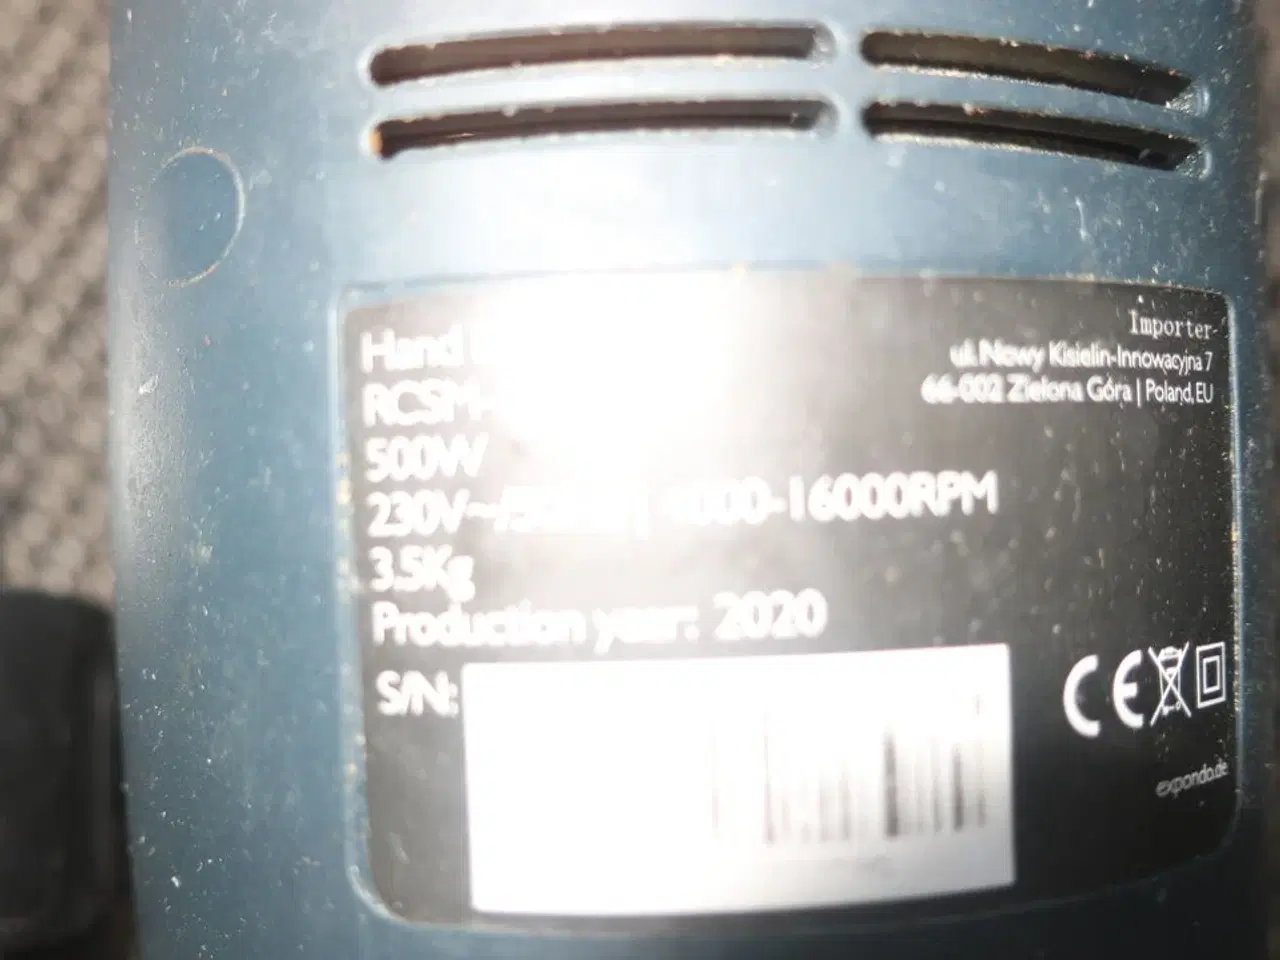 Hand
RCSM-
500W
230V~/ | 000-16000RPM
3.5Kg
Production year: 2020
S/N:
Importer
ul. Nowy Kisielin-Innowacyjna 7
66-002 Zielona Góra | Poland, EU
CE
expondo.de